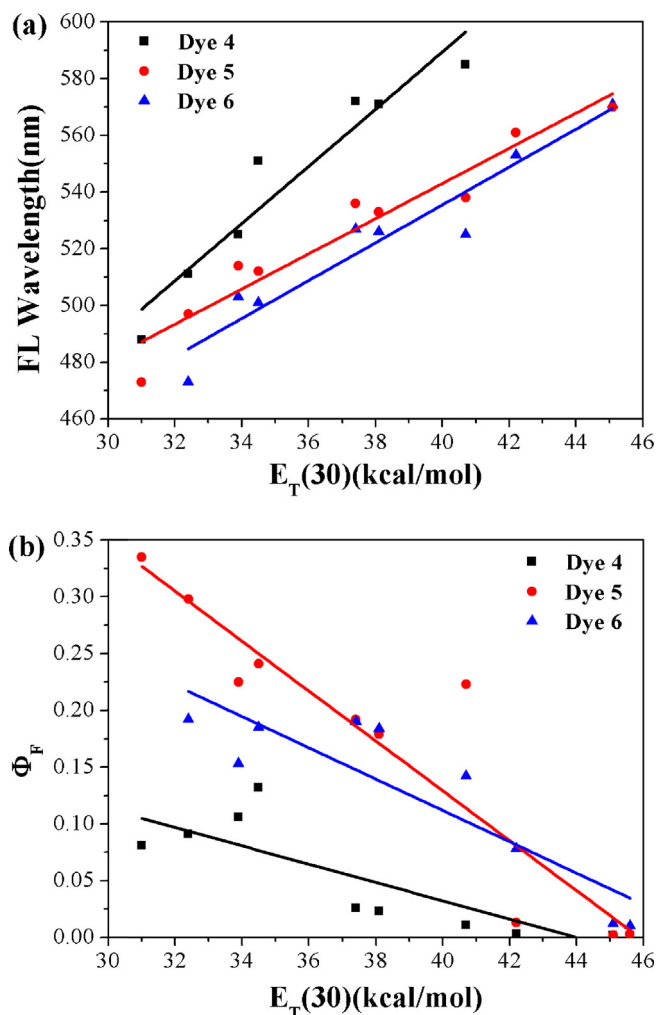 (a)
Dye 4
Dye 5
Dye 6
600
580
560
540
520
500
480
460
FL Wavelength(nm)
30 32 34 36 38 40 42 44 46
E_T(30)(kcal/mol)
(b)
Dye 4
Dye 5
Dye 6
0.35
0.30
0.25
0.20
0.15
0.10
0.05
0.00
Φ_F
30 32 34 36 38 40 42 44 46
E_T(30)(kcal/mol)